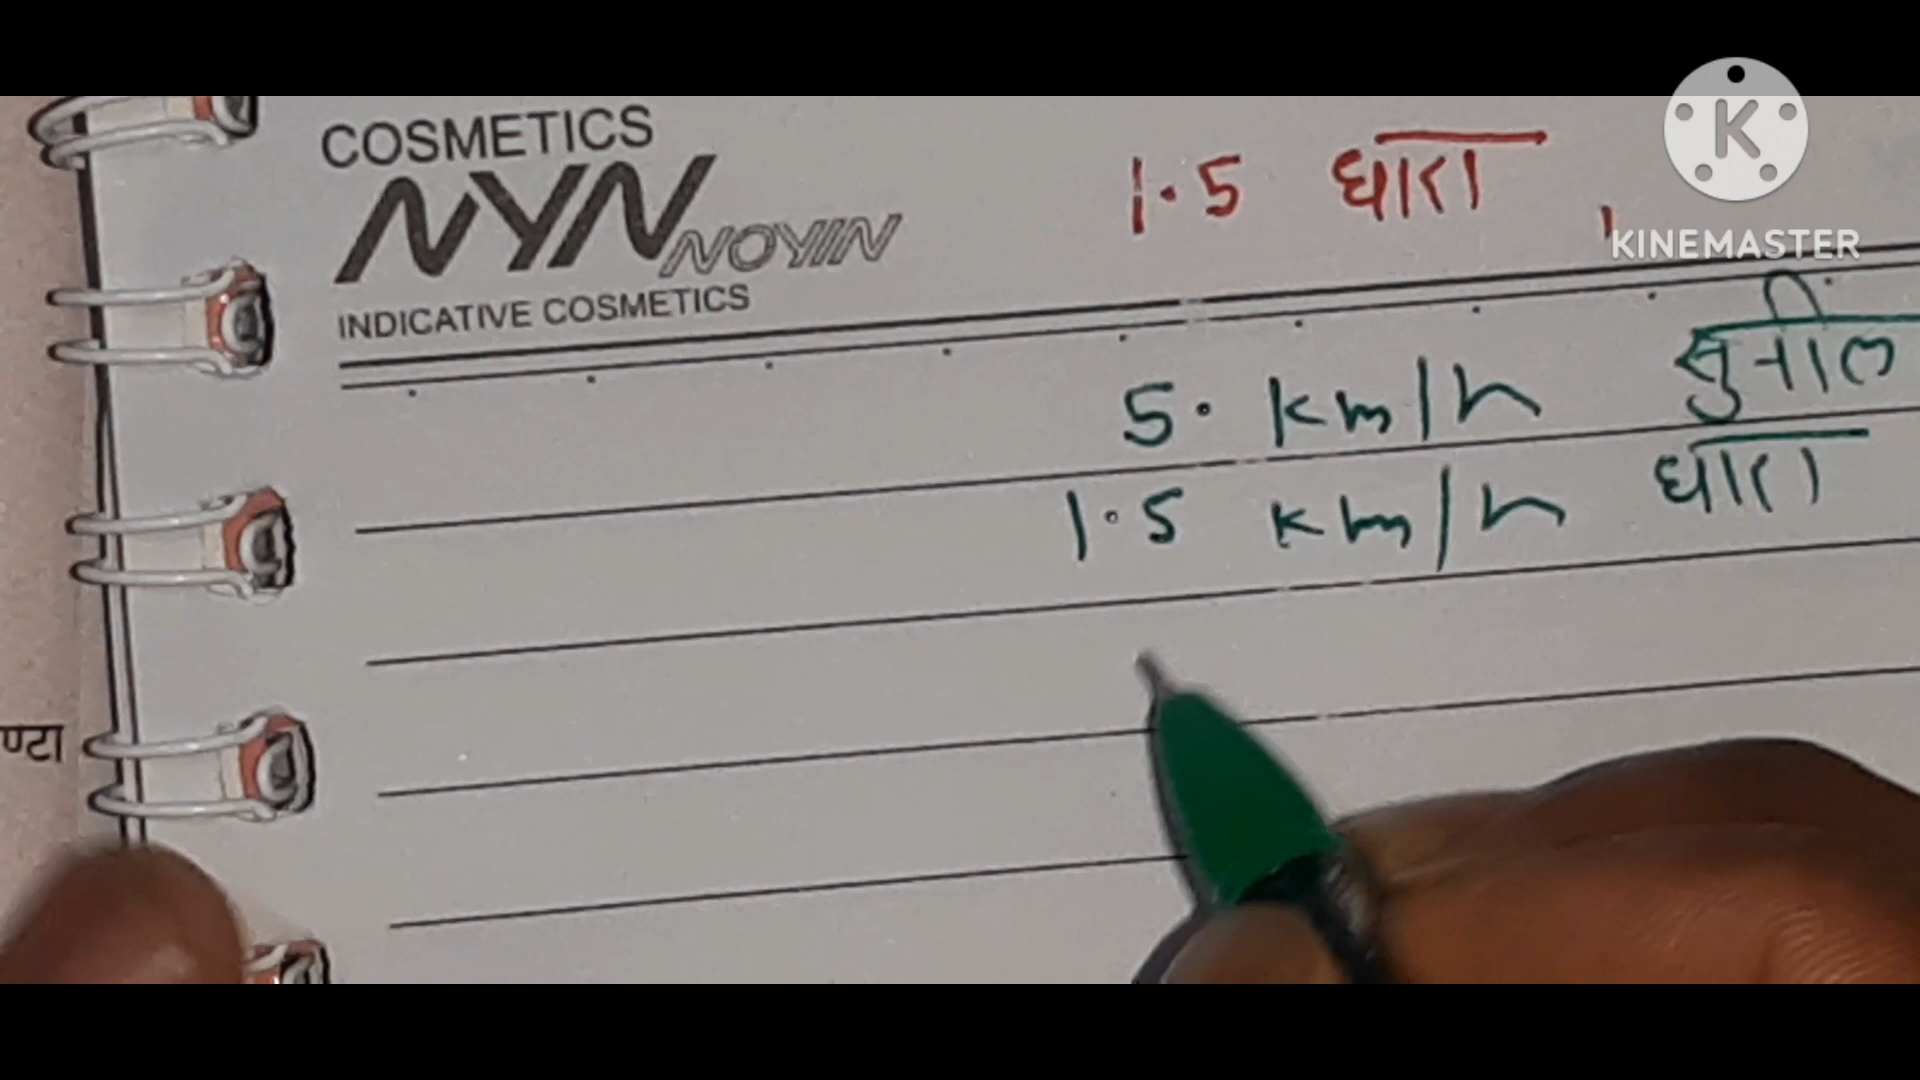 COSMETICS
NYN NOYIN
INDICATIVE COSMETICS
1.5 धारा
KINEMASTER
5. km/h सुनील
1.5 km/h धारा
ण्टा